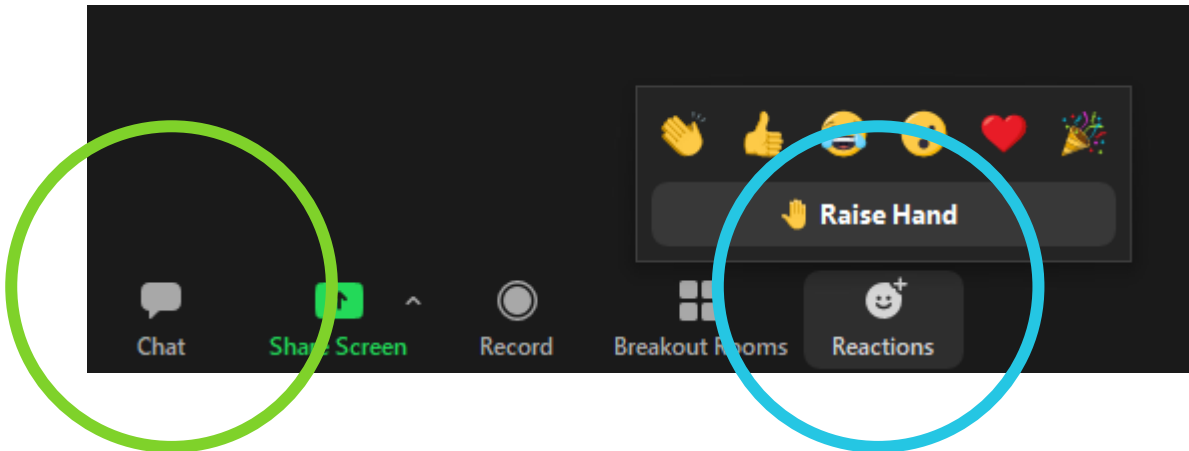 Raise Hand
Chat
Share Screen
Record
Breakout Rooms
Reactions